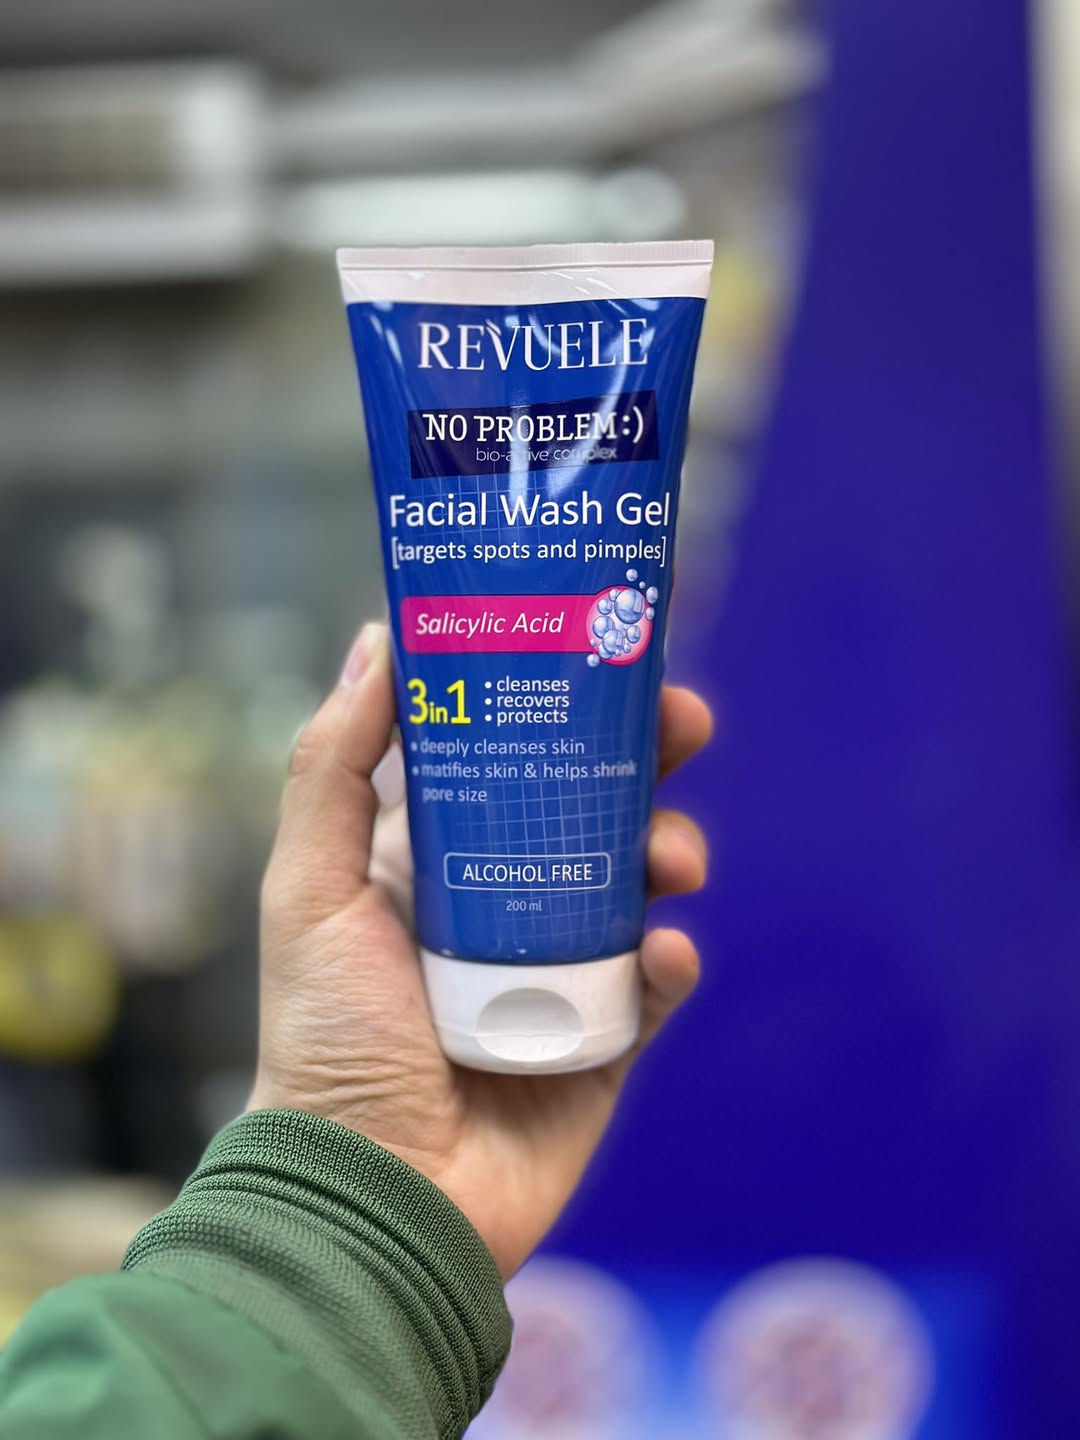 REVUELE
NO PROBLEM:)
bio-active complex
Facial Wash Gel
[targets spots and pimples]
Salicylic Acid
3in1
• cleanses
• recovers
• protects
• deeply cleanses skin
• matifies skin & helps shrink
pore size
ALCOHOL FREE
200 ml